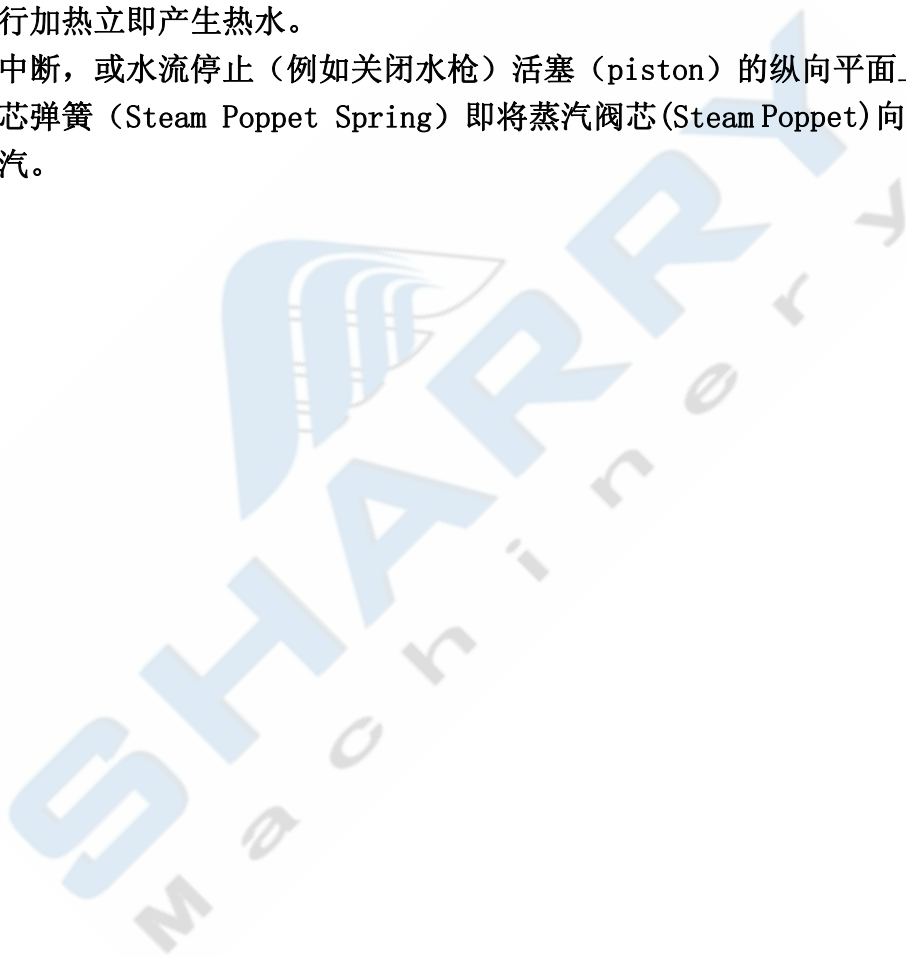 行加热立即产生热水。
中断，或水流停止（例如关闭水枪）活塞（piston）的纵向平面
芯弹簧（Steam Poppet Spring）即将蒸汽阀芯(Steam Poppet)向
汽。
SHARRY
Machinery